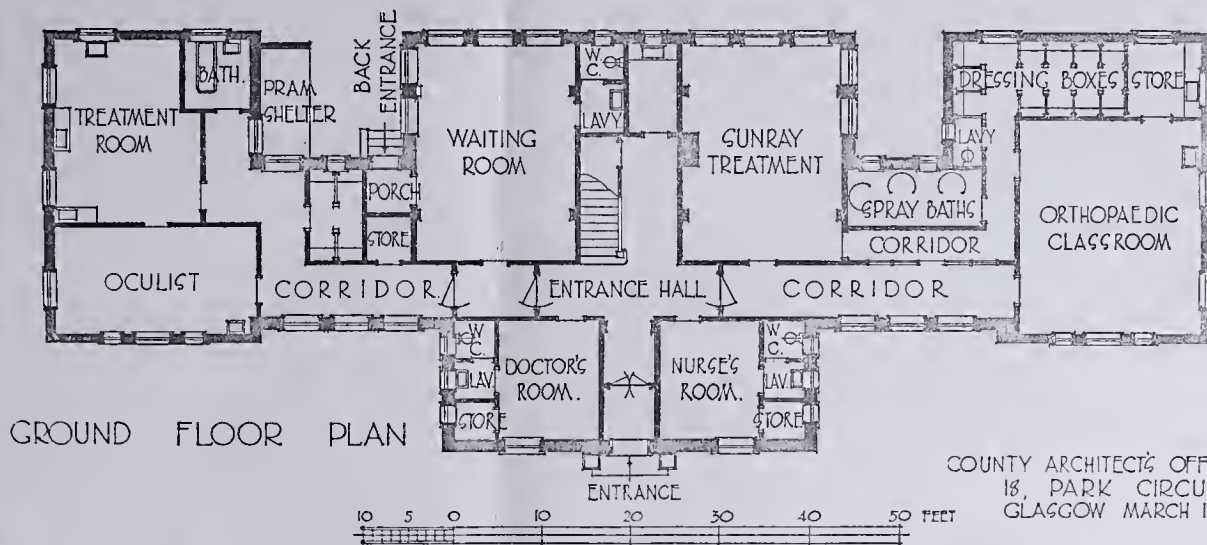 BATH.
PRAM
SHELTER
BACK
ENTRANCE
W.
C.
LAVY
TREATMENT
ROOM
WAITING
ROOM
SUNRAY
TREATMENT
DRESSING BOXES
STORE
LAVY
PORCH
STORE
SPRAY BATHS
CORRIDOR
ORTHOPAEDIC
CLASSROOM
OCULIST
CORRIDOR.
ENTRANCE HALL
CORRIDOR
W
C.
LAV.
STORE
DOCTOR'S
ROOM.
NURSE'S
ROOM.
W
C.
LAV.
STORE
GROUND FLOOR PLAN
ENTRANCE
COUNTY ARCHITECT'S OFF
18, PARK CIRCU
GLASGOW MARCH 1
10 5 0 10 20 30 40 50 FEET